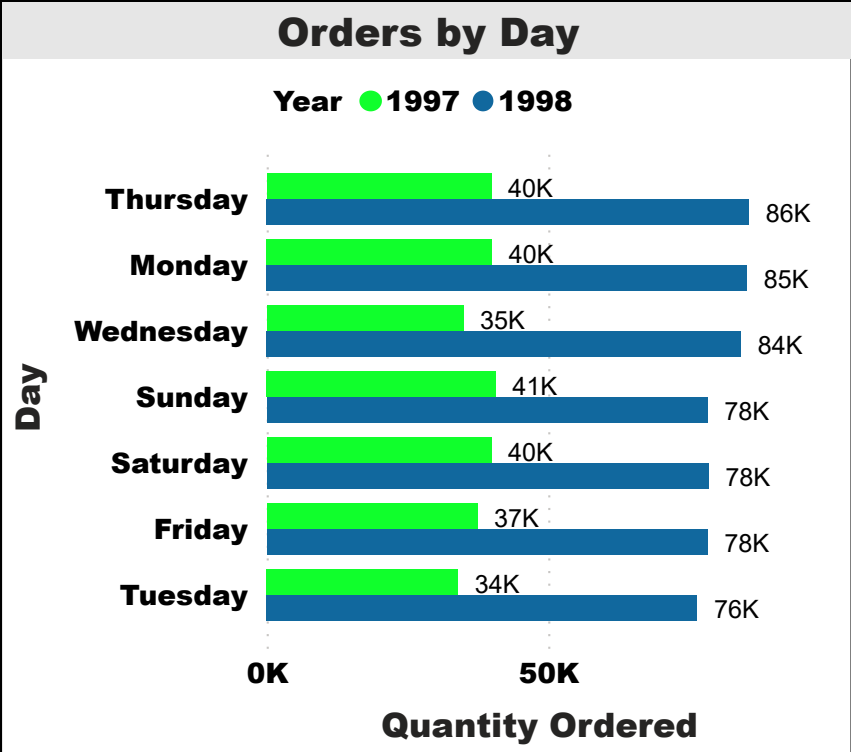 Orders by Day
Year 1997 1998
Thursday 40K
86K
Monday 40K
85K
Wednesday 35K
84K
Sunday 41K
78K
Saturday 40K
78K
Friday 37K
78K
Tuesday 34K
76K
Day
0K 50K
Quantity Ordered